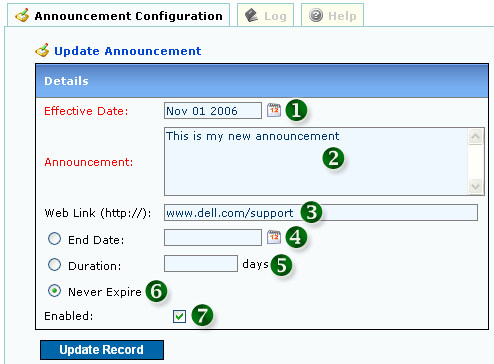 Announcement Configuration Log Help
Update Announcement
Details
Effective Date: Nov 01 2006 12 1
This is my new announcement
Announcement: 2
Web Link (http://): www.dell.com/support 3
End Date: 12 4
Duration: days 5
Never Expire 6
Enabled: 7
Update Record